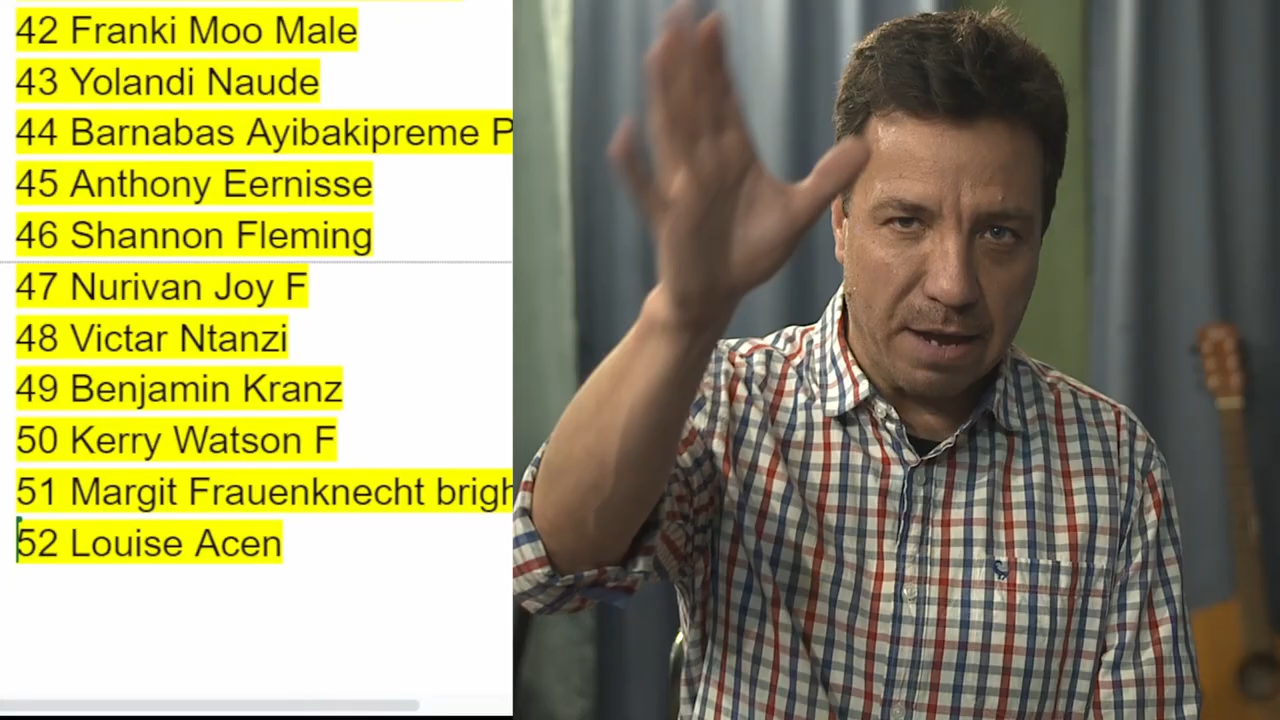 42 Franki Moo Male
43 Yolandi Naude
44 Barnabas Ayibakipreme P
45 Anthony Eernisse
46 Shannon Fleming
47 Nurivan Joy F
48 Victar Ntanzi
49 Benjamin Kranz
50 Kerry Watson F
51 Margit Frauenknecht brigh
52 Louise Acen